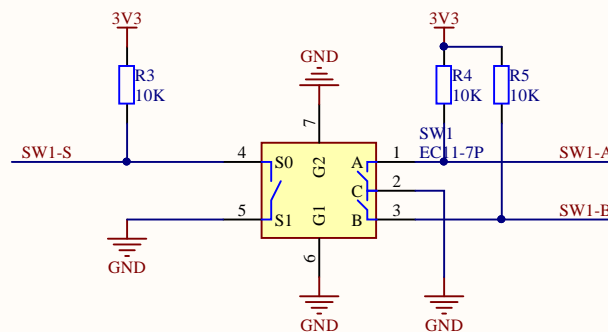 3V3
3V3
GND
R3
10K
R4
10K
R5
10K
7
SW1
EC11-7P
SW1-S
4
S0
G2
A
1
SW1-A
C
2
5
S1
G1
B
3
SW1-B
6
GND
GND
GND